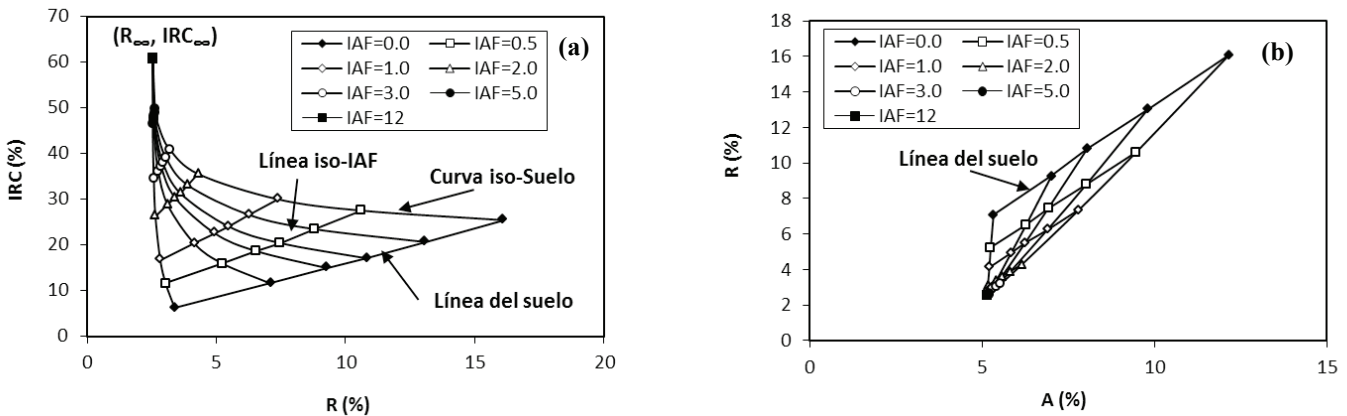 (a)
(R∞, IRC∞)
IAF=0.0 IAF=0.5
IAF=1.0 IAF=2.0
IAF=3.0 IAF=5.0
IAF=12
Línea iso-IAF
Curva iso-Suelo
Línea del suelo
IRC (%)
70
60
50
40
30
20
10
0
0 5 10 15 20
R (%)
(b)
IAF=0.0 IAF=0.5
IAF=1.0 IAF=2.0
IAF=3.0 IAF=5.0
IAF=12
Línea del suelo
R (%)
18
16
14
12
10
8
6
4
2
0
0 5 10 15
A (%)